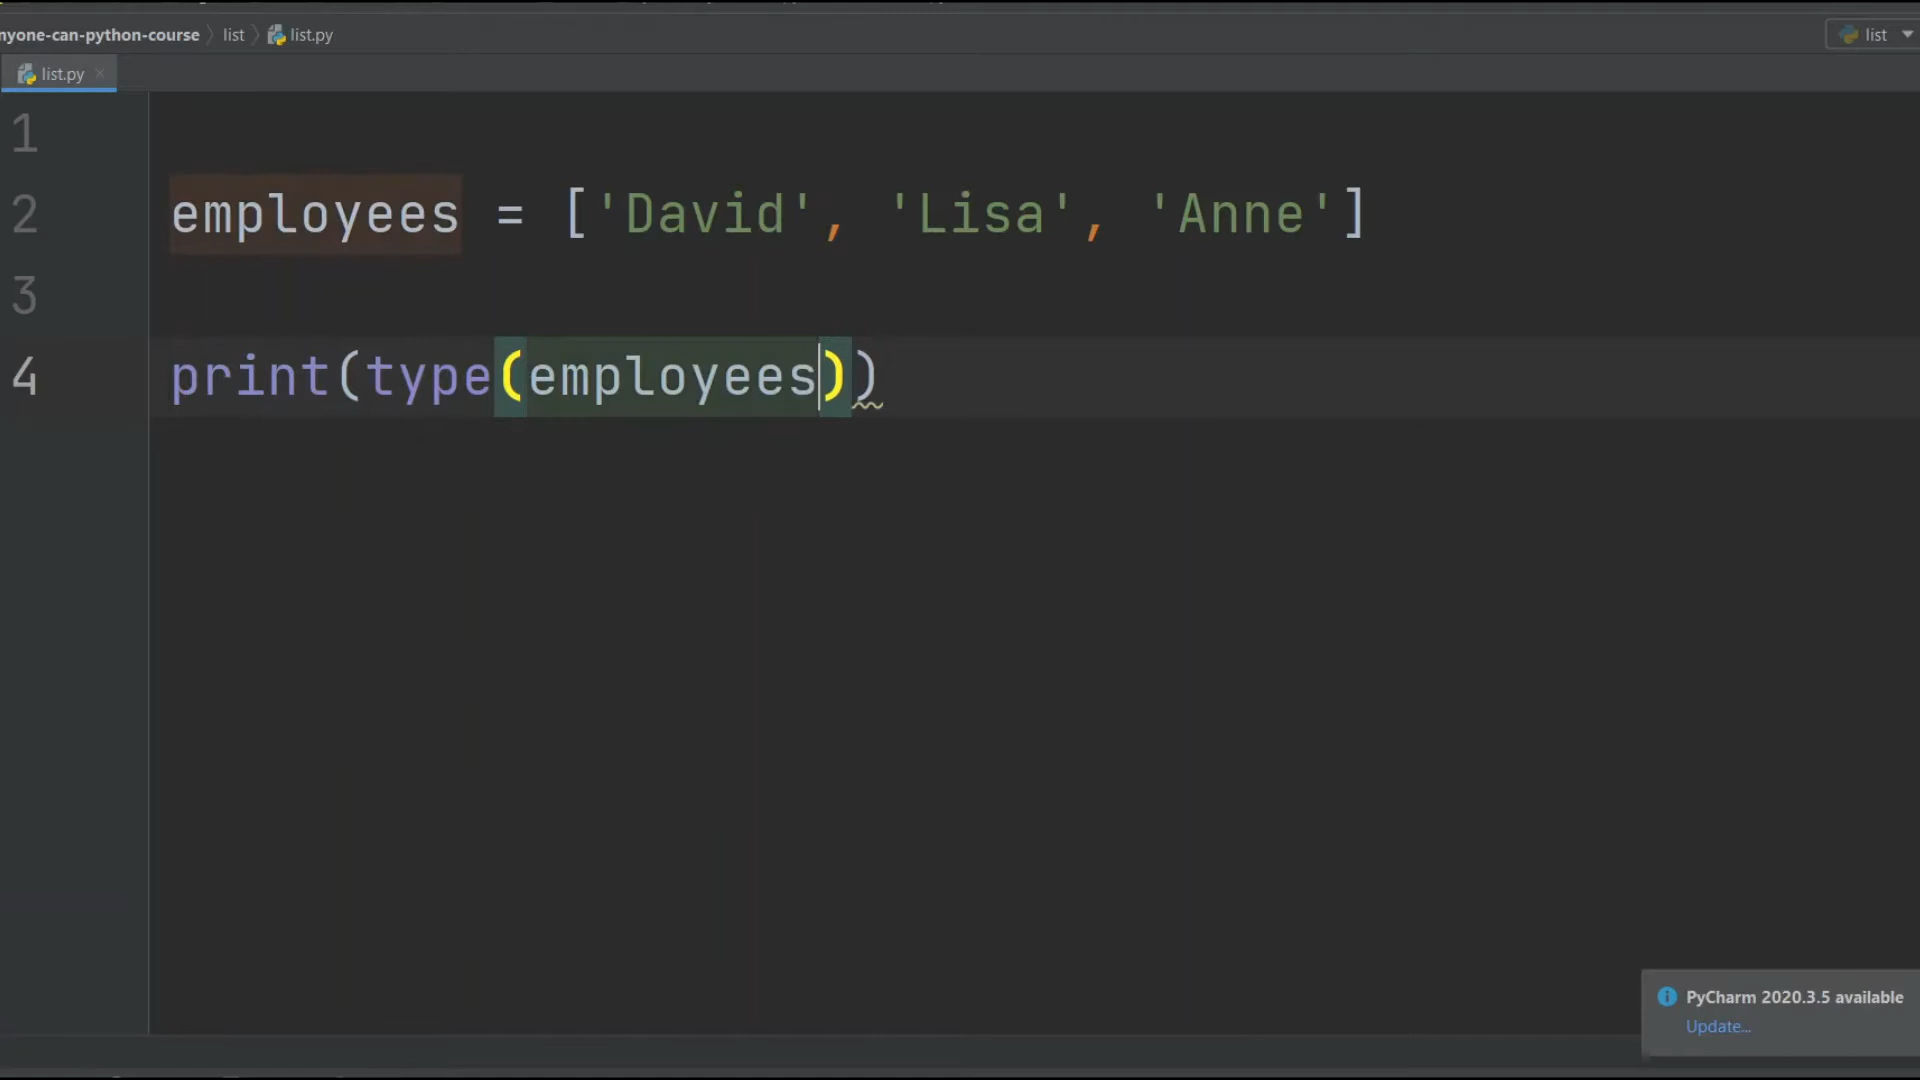 nyone-can-python-course list list.py
list
list.py
1
2 employees = ['David', 'Lisa', 'Anne']
3
4 print(type(employees))
PyCharm 2020.3.5 available
Update...